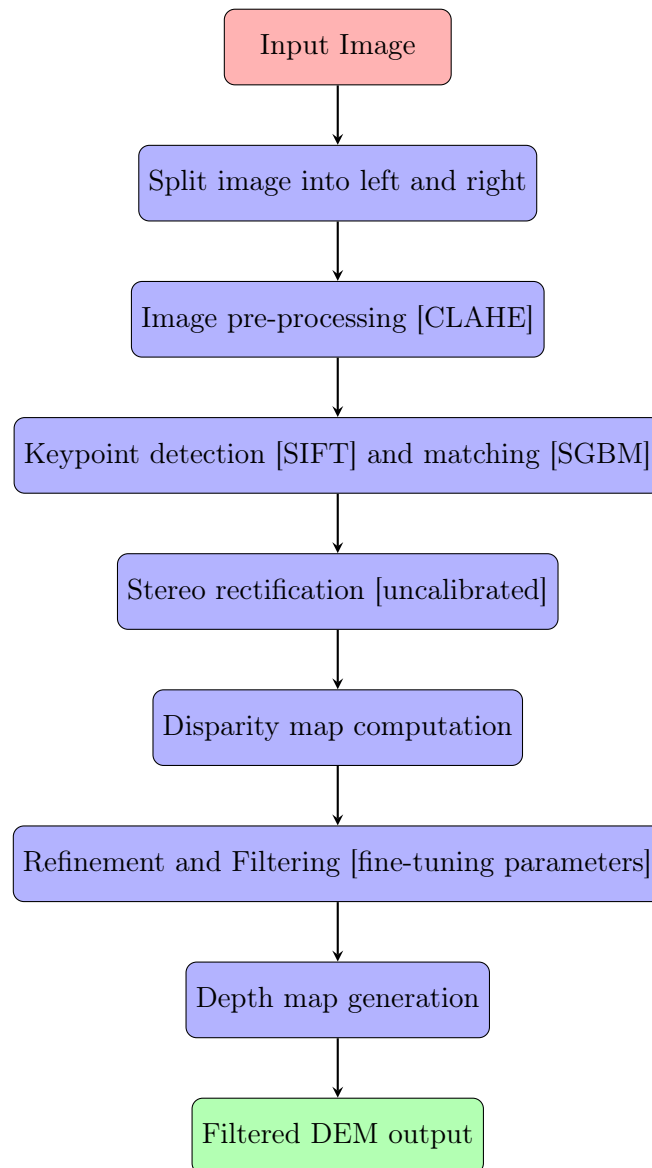 Input Image
Split image into left and right
Image pre-processing [CLAHE]
Keypoint detection [SIFT] and matching [SGBM]
Stereo rectification [uncalibrated]
Disparity map computation
Refinement and Filtering [fine-tuning parameters]
Depth map generation
Filtered DEM output